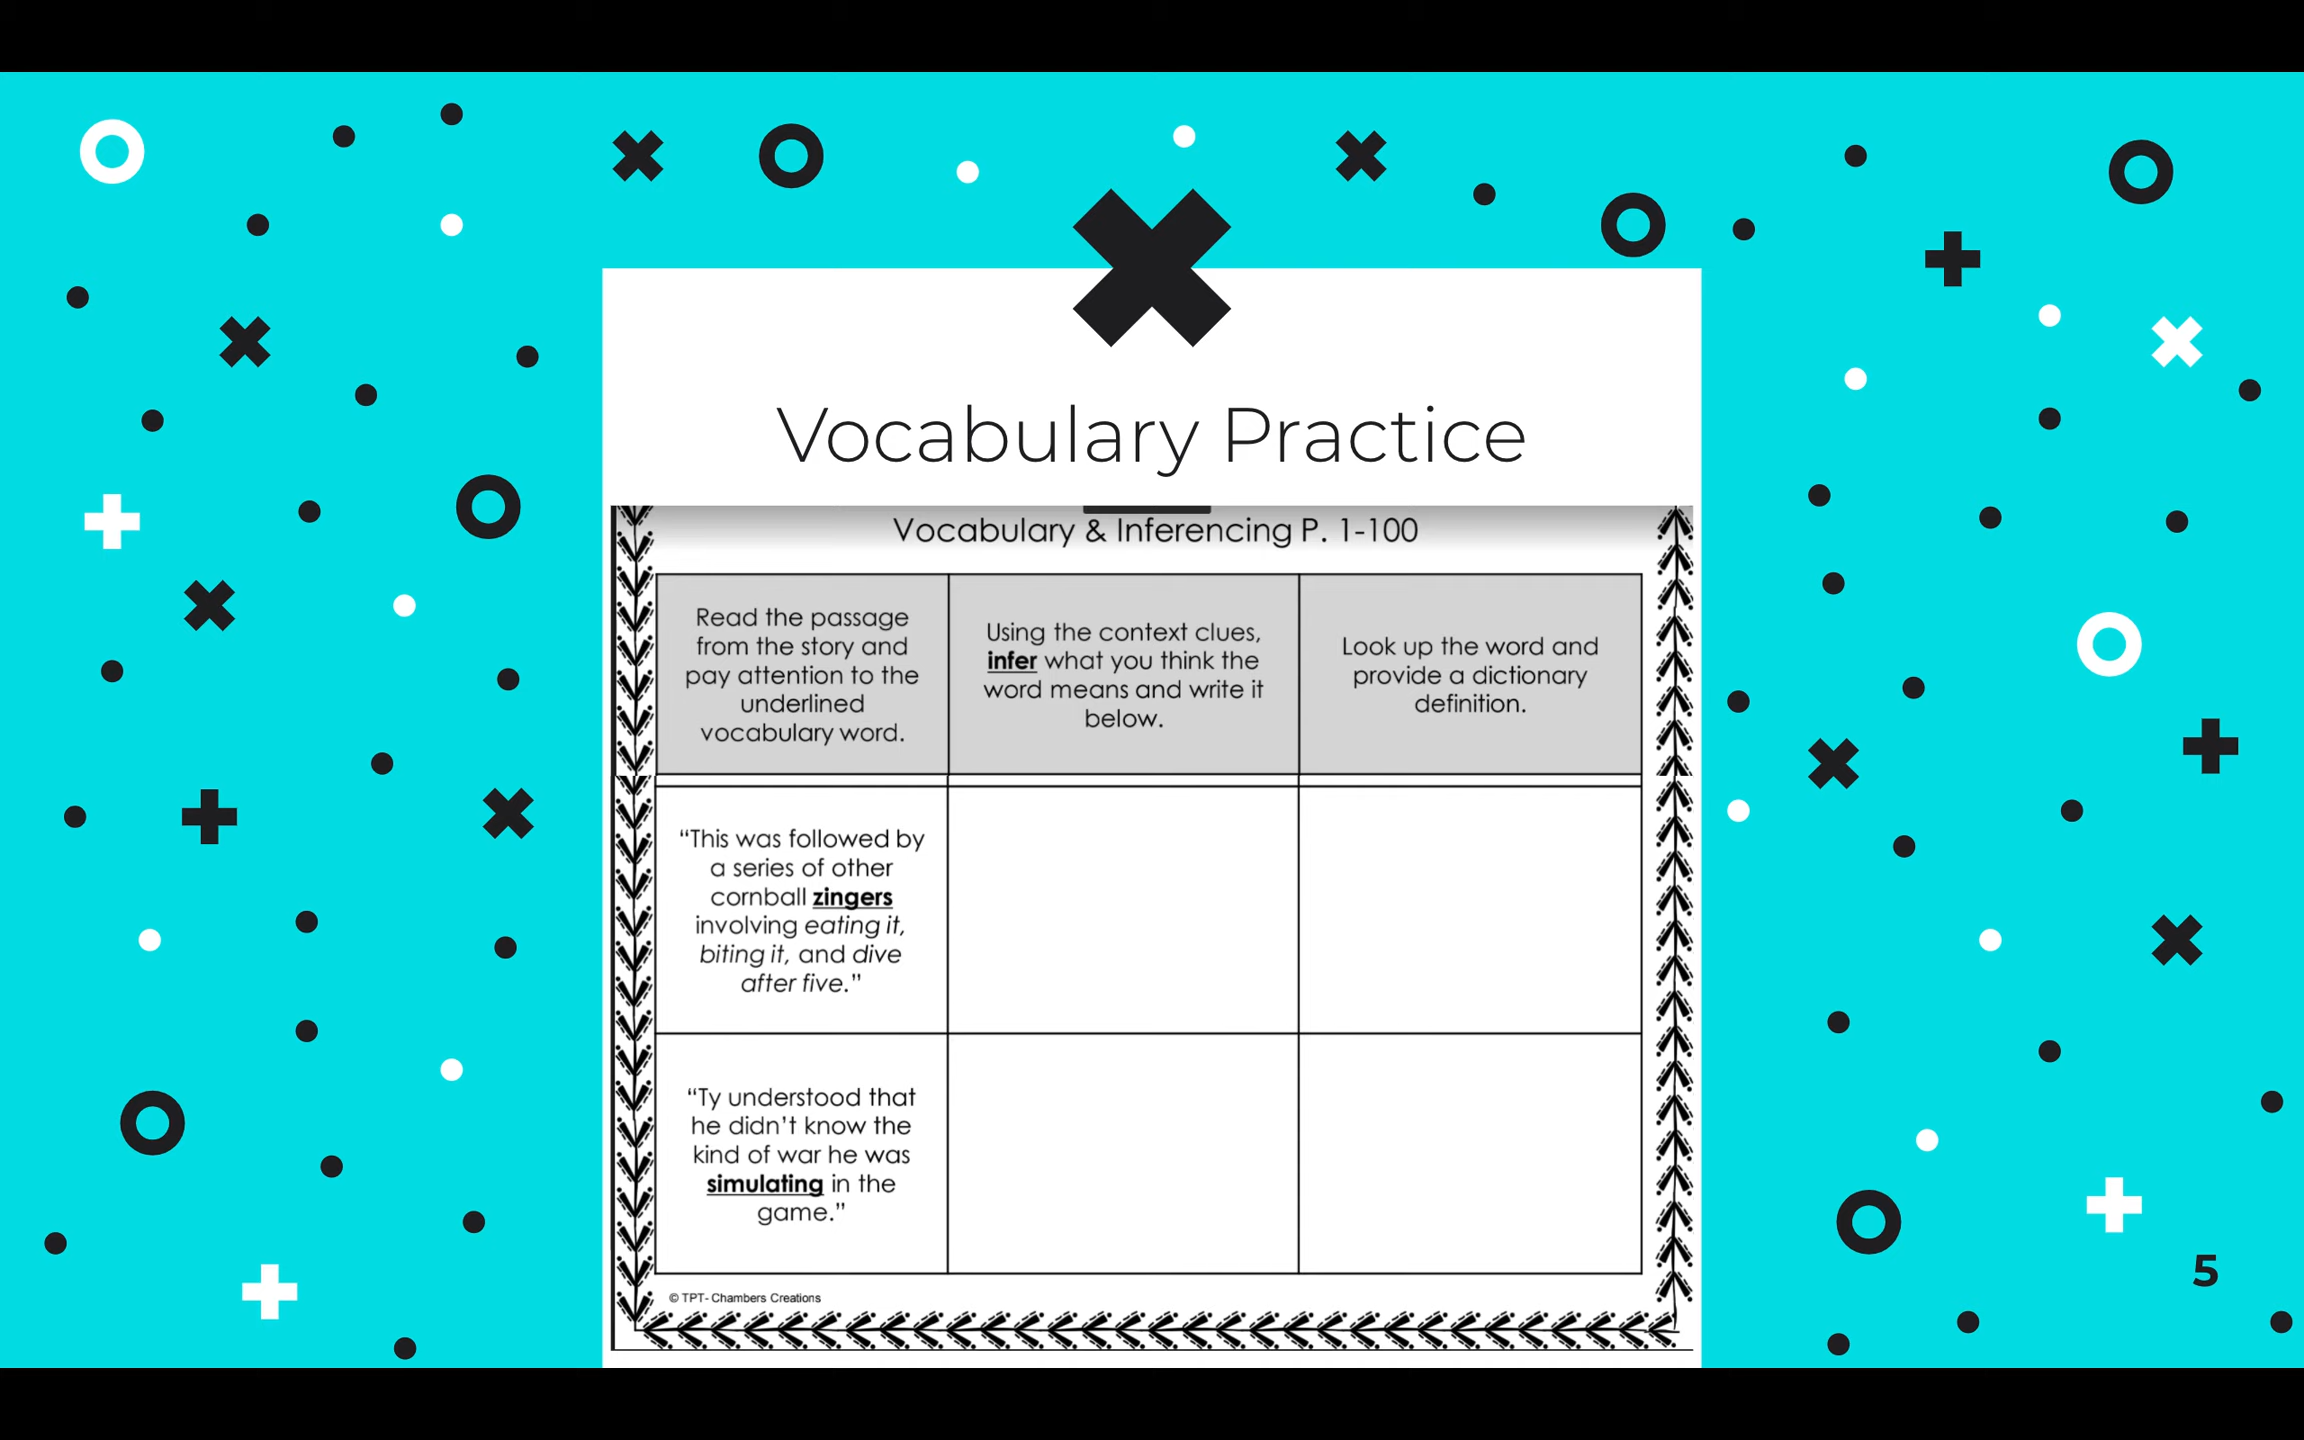 Vocabulary Practice
Vocabulary & Inferencing P. 1-100
Read the passage
from the story and
pay attention to the
underlined
vocabulary word.
Using the context clues,
infer what you think the
word means and write it
below.
Look up the word and
provide a dictionary
definition.
“This was followed by
a series of other
cornball zingers
involving eating it,
biting it, and dive
after five.”
“Ty understood that
he didn’t know the
kind of war he was
simulating in the
game.”
© TPT- Chambers Creations
5